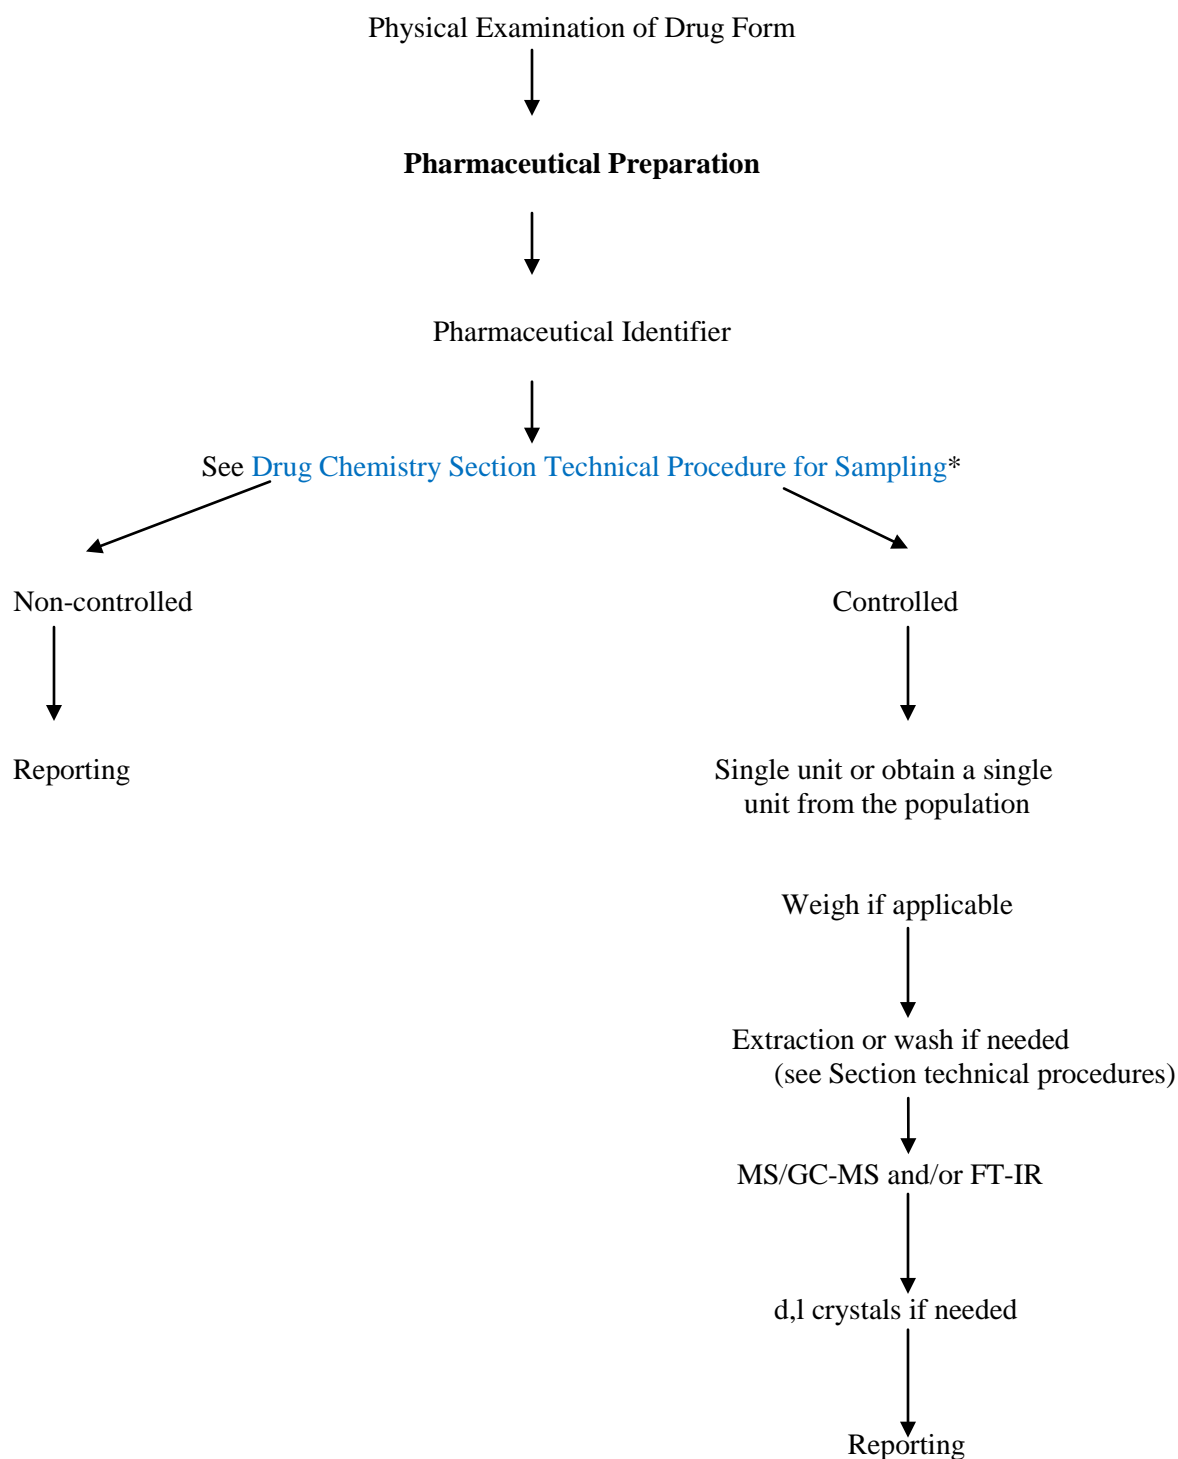 Physical Examination of Drug Form
Pharmaceutical Preparation
Pharmaceutical Identifier
See Drug Chemistry Section Technical Procedure for Sampling*
Non-controlled
Controlled
Reporting
Single unit or obtain a single
unit from the population
Weigh if applicable
Extraction or wash if needed
(see Section technical procedures)
MS/GC-MS and/or FT-IR
d,l crystals if needed
Reporting